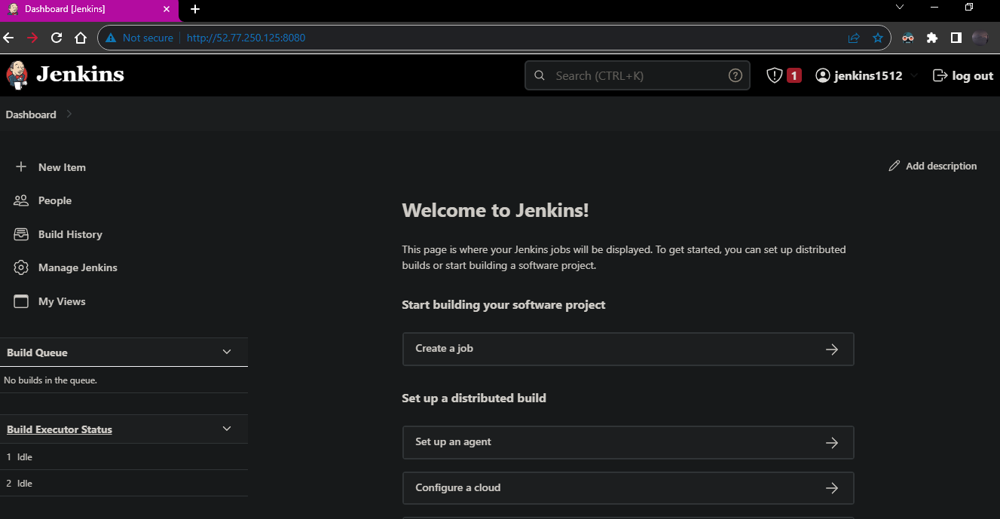 Dashboard [Jenkins]
Not secure http://52.77.250.125:8080
Jenkins
Search (CTRL+K)
1
jenkins1512
log out
Dashboard
New Item
People
Build History
Manage Jenkins
My Views
Build Queue
No builds in the queue.
Build Executor Status
1 Idle
2 Idle
Add description
Welcome to Jenkins!
This page is where your Jenkins jobs will be displayed. To get started, you can set up distributed
builds or start building a software project.
Start building your software project
Create a job
Set up a distributed build
Set up an agent
Configure a cloud